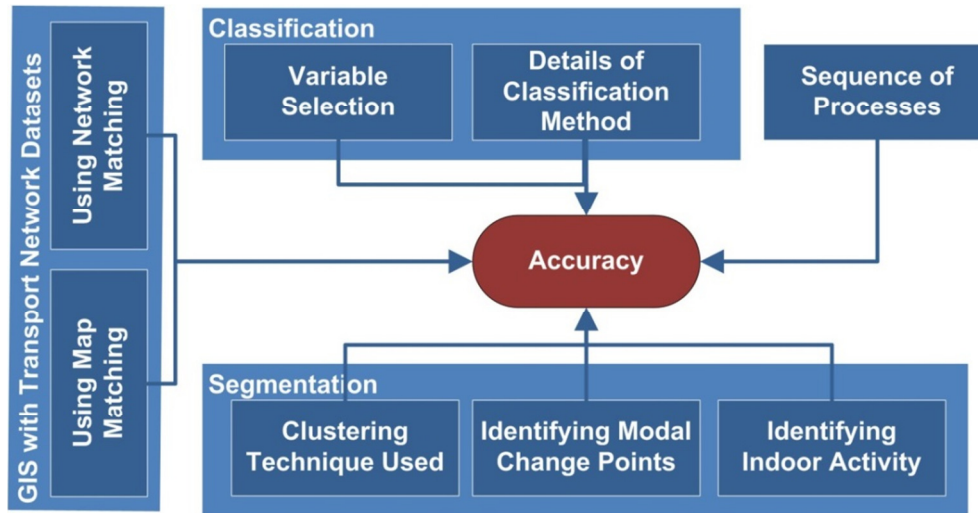 GIS with Transport Network Datasets
Using Network
Matching
Using Map
Matching
Classification
Variable
Selection
Details of
Classification
Method
Sequence of
Processes
Accuracy
Segmentation
Clustering
Technique Used
Identifying Modal
Change Points
Identifying
Indoor Activity